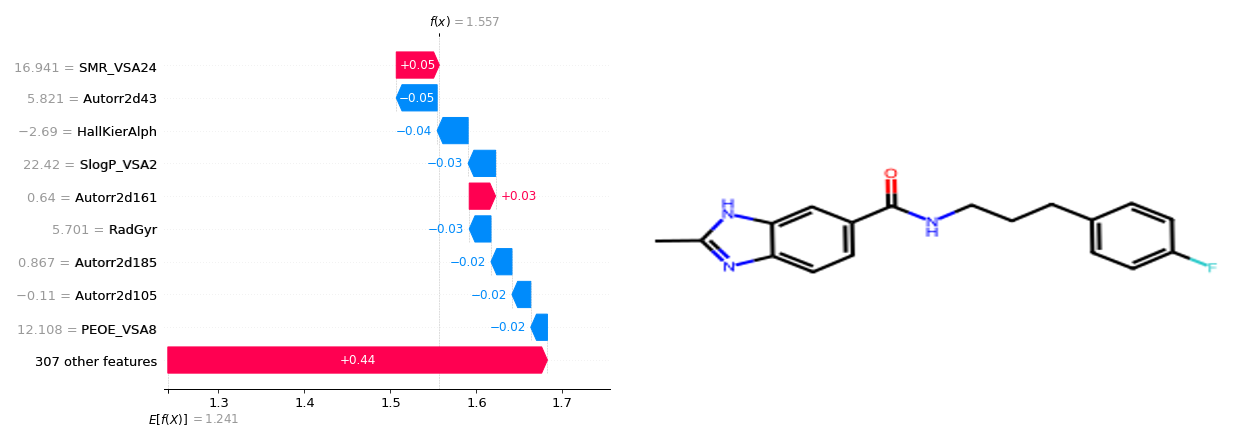 f(x) = 1.557
16.941 = SMR_VSA24
+0.05
5.821 = Autorr2d43
−0.05
−2.69 = HallKierAlph
−0.04
22.42 = SlogP_VSA2
−0.03
0.64 = Autorr2d161
+0.03
5.701 = RadGyr
−0.03
0.867 = Autorr2d185
−0.02
−0.11 = Autorr2d105
−0.02
12.108 = PEOE_VSA8
−0.02
307 other features
+0.44
1.3 1.4 1.5 1.6 1.7
E[f(X)] = 1.241
O
H
N
N
N
H
F